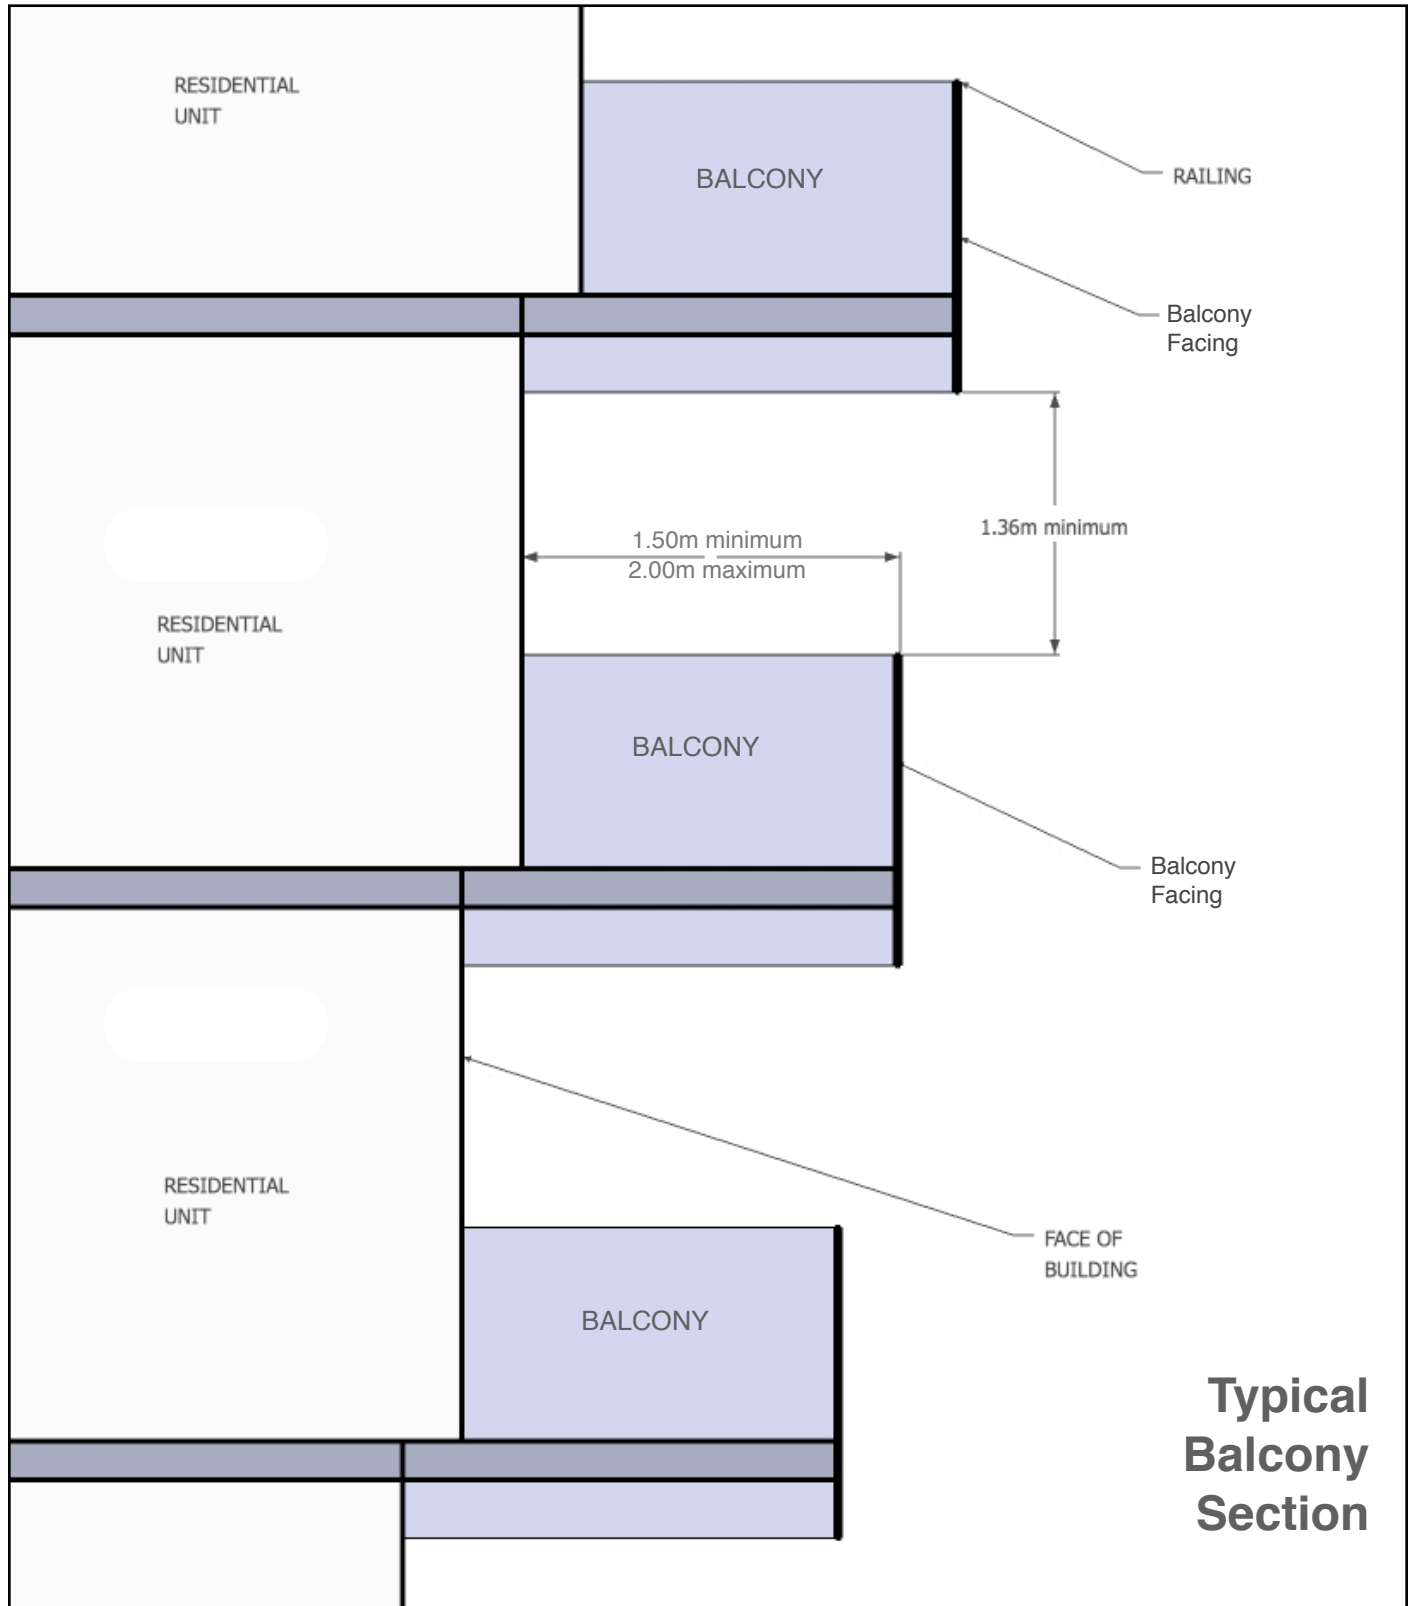 RESIDENTIAL
UNIT
BALCONY
RAILING
Balcony
Facing
1.50m minimum
2.00m maximum
1.36m minimum
RESIDENTIAL
UNIT
BALCONY
Balcony
Facing
RESIDENTIAL
UNIT
FACE OF
BUILDING
BALCONY
Typical
Balcony
Section